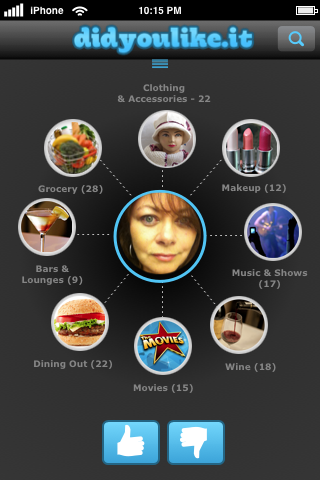 iPhone
10:15 PM
didyoulike.it
Clothing
& Accessories - 22
Grocery (28)
Makeup (12)
Bars &
Lounges (9)
Music & Shows
(17)
THE MOVIES
Dining Out (22)
Wine (18)
Movies (15)